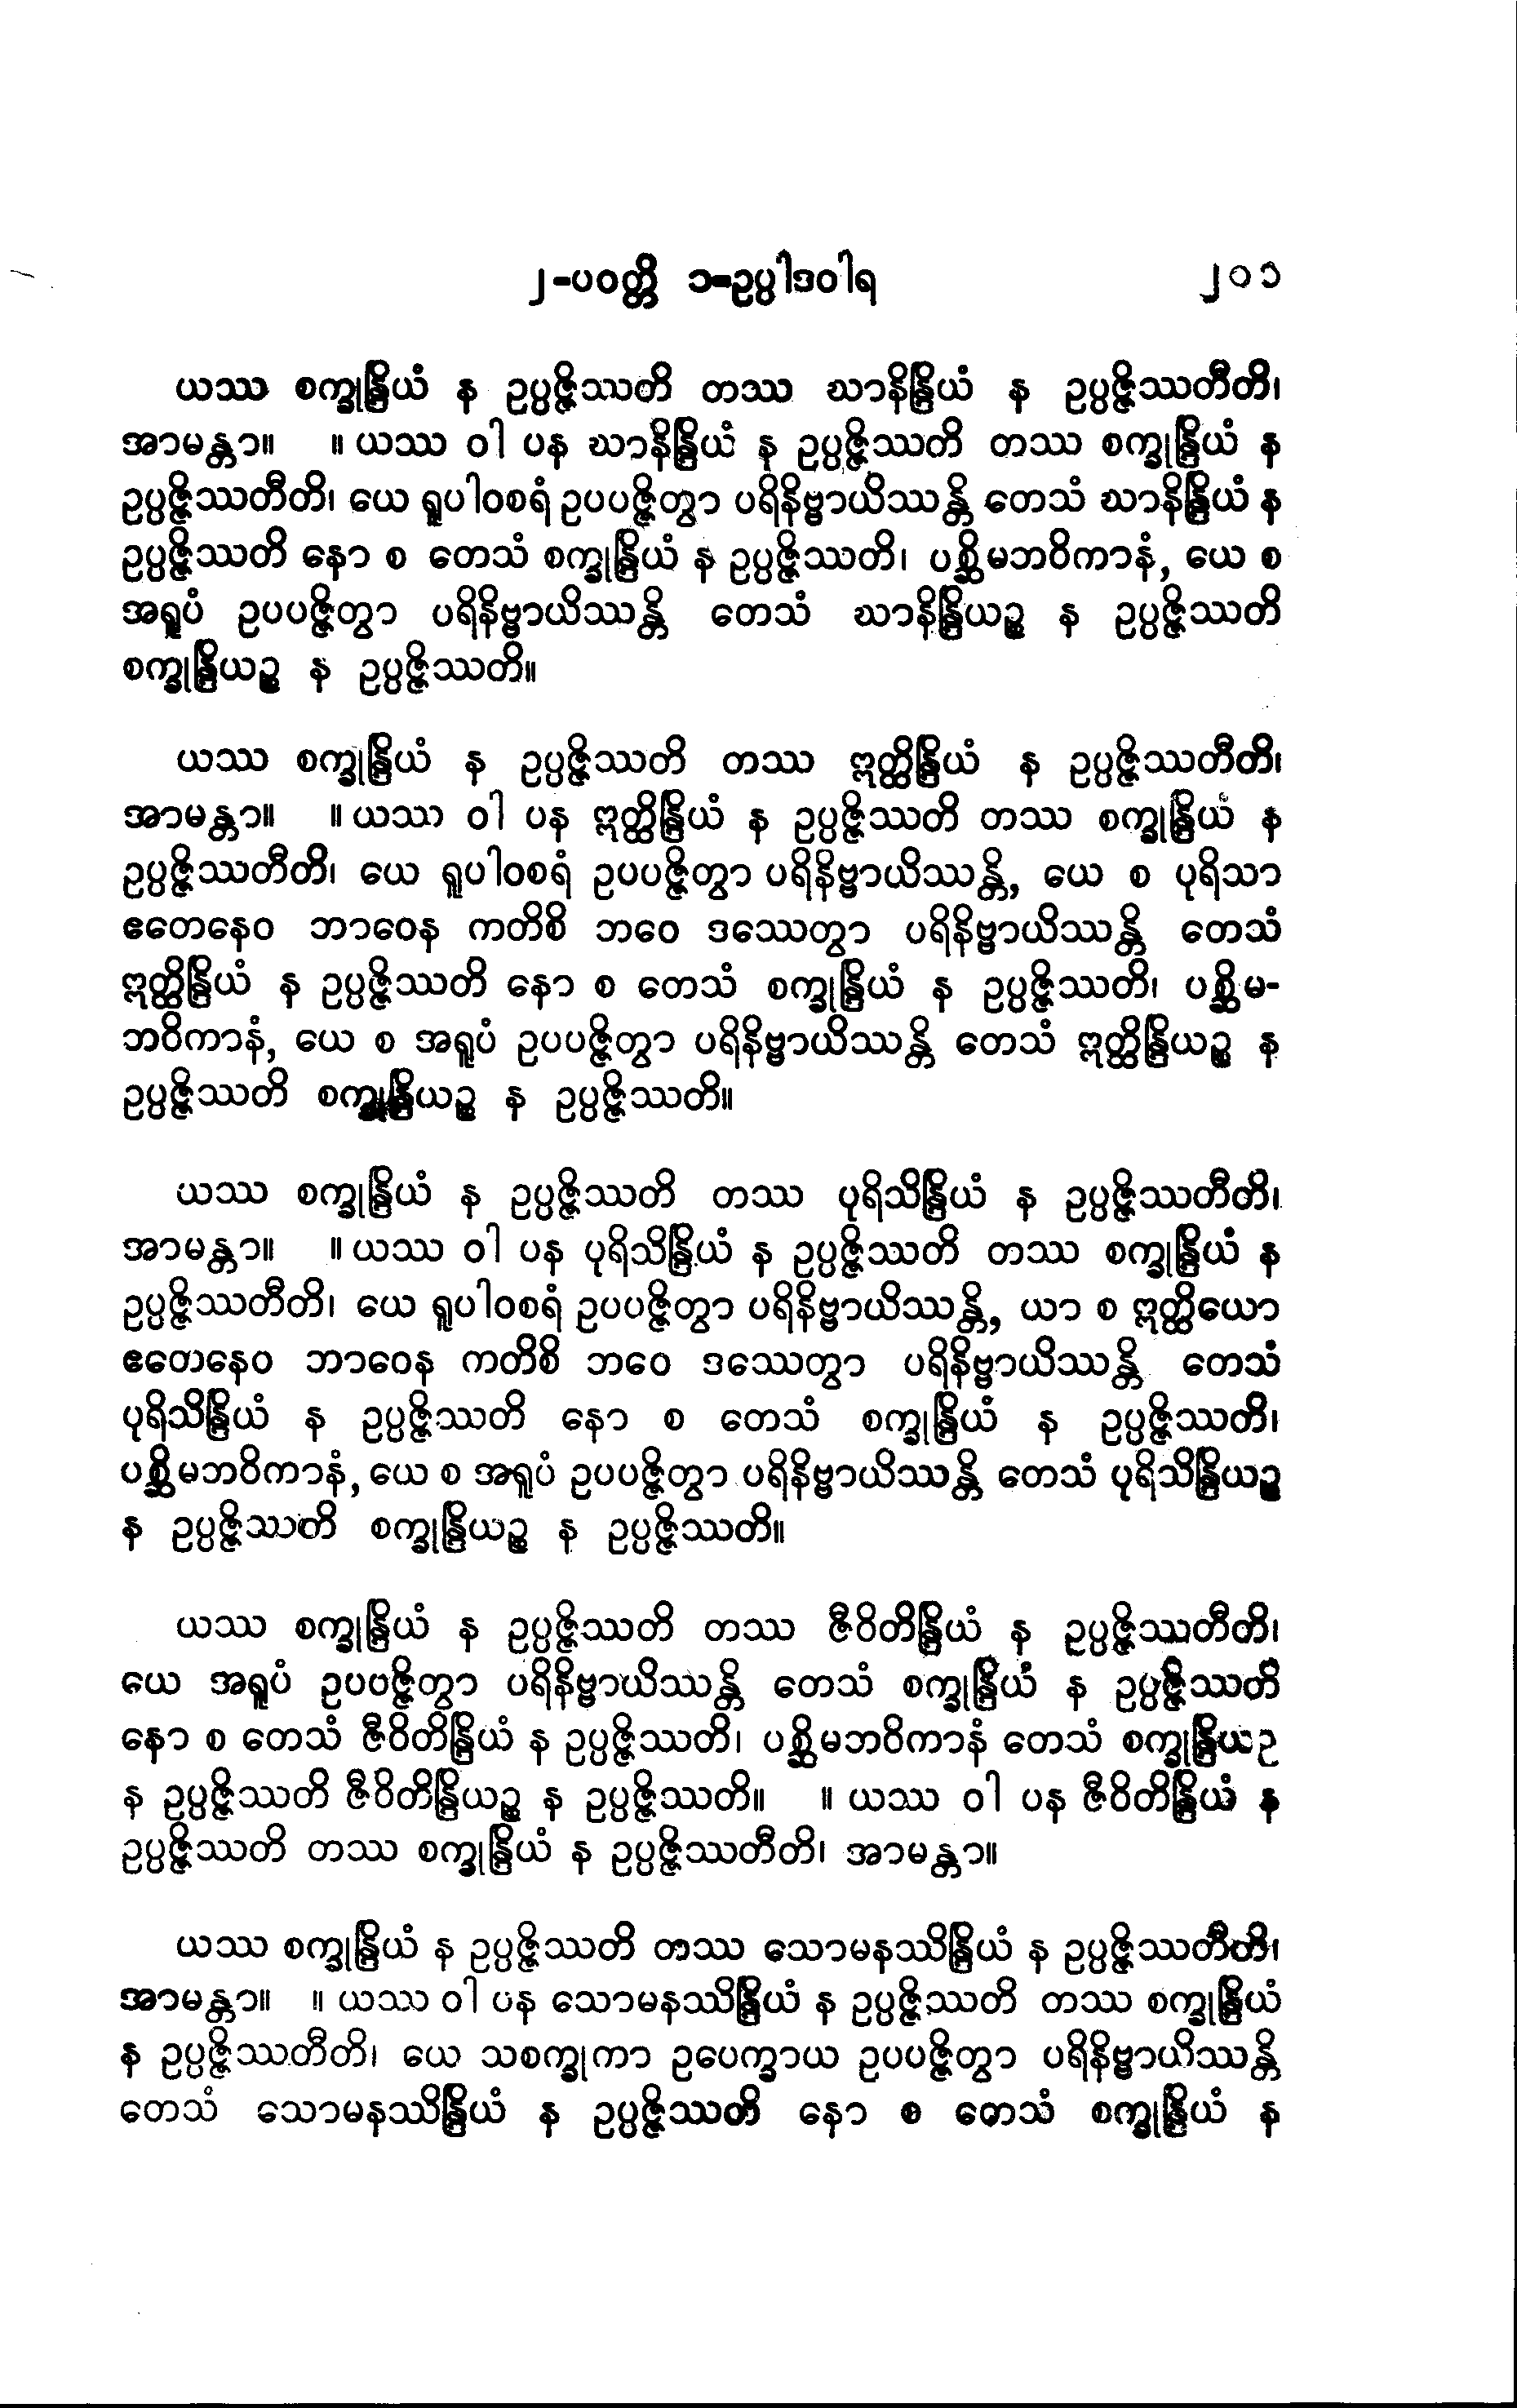 ၂-ပဝတ္တိ ၁-ဥပ္ပါဒဝါရ ၂၀၁
ယဿ စက္ခုန္ဒြိယံ န ဥပ္ပဇ္ဇိဿတိ တဿ ဃာနိန္ဒြိယံ န ဥပ္ပဇ္ဇိဿတီတိ၊
အာမန္တာ။ ။ ယဿ ဝါ ပန ဃာနိန္ဒြိယံ န ဥပ္ပဇ္ဇိဿတိ တဿ စက္ခုန္ဒြိယံ န
ဥပ္ပဇ္ဇိဿတီတိ၊ ယေ ရူပါဝစရံ ဥပပဇ္ဇိတွာ ပရိနိဗ္ဗာယိဿန္တိ တေသံ ဃာနိန္ဒြိယံ န
ဥပ္ပဇ္ဇိဿတိ နော စ တေသံ စက္ခုန္ဒြိယံ န ဥပ္ပဇ္ဇိဿတိ၊ ပစ္ဆိမဘဝိကာနံ, ယေ စ
အရူပံ ဥပပဇ္ဇိတွာ ပရိနိဗ္ဗာယိဿန္တိ တေသံ ဃာနိန္ဒြိယဉ္စ န ဥပ္ပဇ္ဇိဿတိ
စက္ခုန္ဒြိယဉ္စ န ဥပ္ပဇ္ဇိဿတိ။
ယဿ စက္ခုန္ဒြိယံ န ဥပ္ပဇ္ဇိဿတိ တဿ ဣတ္ထိန္ဒြိယံ န ဥပ္ပဇ္ဇိဿတီတိ၊
အာမန္တာ။ ။ ယဿ ဝါ ပန ဣတ္ထိန္ဒြိယံ န ဥပ္ပဇ္ဇိဿတိ တဿ စက္ခုန္ဒြိယံ န
ဥပ္ပဇ္ဇိဿတီတိ၊ ယေ ရူပါဝစရံ ဥပပဇ္ဇိတွာ ပရိနိဗ္ဗာယိဿန္တိ, ယေ စ ပုရိသာ
ဧတေနေဝ ဘာဝေန ကတိစိ ဘဝေ ဒဿေတွာ ပရိနိဗ္ဗာယိဿန္တိ တေသံ
ဣတ္ထိန္ဒြိယံ န ဥပ္ပဇ္ဇိဿတိ နော စ တေသံ စက္ခုန္ဒြိယံ န ဥပ္ပဇ္ဇိဿတိ၊ ပစ္ဆိမ-
ဘဝိကာနံ, ယေ စ အရူပံ ဥပပဇ္ဇိတွာ ပရိနိဗ္ဗာယိဿန္တိ တေသံ ဣတ္ထိန္ဒြိယဉ္စ န
ဥပ္ပဇ္ဇိဿတိ စက္ခုန္ဒြိယဉ္စ န ဥပ္ပဇ္ဇိဿတိ။
ယဿ စက္ခုန္ဒြိယံ န ဥပ္ပဇ္ဇိဿတိ တဿ ပုရိသိန္ဒြိယံ န ဥပ္ပဇ္ဇိဿတီတိ၊
အာမန္တာ။ ။ ယဿ ဝါ ပန ပုရိသိန္ဒြိယံ န ဥပ္ပဇ္ဇိဿတိ တဿ စက္ခုန္ဒြိယံ န
ဥပ္ပဇ္ဇိဿတီတိ၊ ယေ ရူပါဝစရံ ဥပပဇ္ဇိတွာ ပရိနိဗ္ဗာယိဿန္တိ, ယာ စ ဣတ္ထိယော
ဧတေနေဝ ဘာဝေန ကတိစိ ဘဝေ ဒဿေတွာ ပရိနိဗ္ဗာယိဿန္တိ တေသံ
ပုရိသိန္ဒြိယံ န ဥပ္ပဇ္ဇိဿတိ နော စ တေသံ စက္ခုန္ဒြိယံ န ဥပ္ပဇ္ဇိဿတိ၊
ပစ္ဆိမဘဝိကာနံ, ယေ စ အရူပံ ဥပပဇ္ဇိတွာ ပရိနိဗ္ဗာယိဿန္တိ တေသံ ပုရိသိန္ဒြိယဉ္စ
န ဥပ္ပဇ္ဇိဿတိ စက္ခုန္ဒြိယဉ္စ န ဥပ္ပဇ္ဇိဿတိ။
ယဿ စက္ခုန္ဒြိယံ န ဥပ္ပဇ္ဇိဿတိ တဿ ဇီဝိတိန္ဒြိယံ န ဥပ္ပဇ္ဇိဿတီတိ၊
ယေ အရူပံ ဥပပဇ္ဇိတွာ ပရိနိဗ္ဗာယိဿန္တိ တေသံ စက္ခုန္ဒြိယံ န ဥပ္ပဇ္ဇိဿတိ
နော စ တေသံ ဇီဝိတိန္ဒြိယံ န ဥပ္ပဇ္ဇိဿတိ၊ ပစ္ဆိမဘဝိကာနံ တေသံ စက္ခုန္ဒြိယဉ
န ဥပ္ပဇ္ဇိဿတိ ဇီဝိတိန္ဒြိယဉ္စ န ဥပ္ပဇ္ဇိဿတိ။ ။ ယဿ ဝါ ပန ဇီဝိတိန္ဒြိယံ န
ဥပ္ပဇ္ဇိဿတိ တဿ စက္ခုန္ဒြိယံ န ဥပ္ပဇ္ဇိဿတီတိ၊ အာမန္တာ။
ယဿ စက္ခုန္ဒြိယံ န ဥပ္ပဇ္ဇိဿတိ တဿ သောမနဿိန္ဒြိယံ န ဥပ္ပဇ္ဇိဿတီတိ၊
အာမန္တာ။ ။ ယဿ ဝါ ပန သောမနဿိန္ဒြိယံ န ဥပ္ပဇ္ဇိဿတိ တဿ စက္ခုန္ဒြိယံ
န ဥပ္ပဇ္ဇိဿတီတိ၊ ယေ သစက္ခုကာ ဥပေက္ခာယ ဥပပဇ္ဇိတွာ ပရိနိဗ္ဗာယိဿန္တိ
တေသံ သောမနဿိန္ဒြိယံ န ဥပ္ပဇ္ဇိဿတိ နော စ တေသံ စက္ခုန္ဒြိယံ န